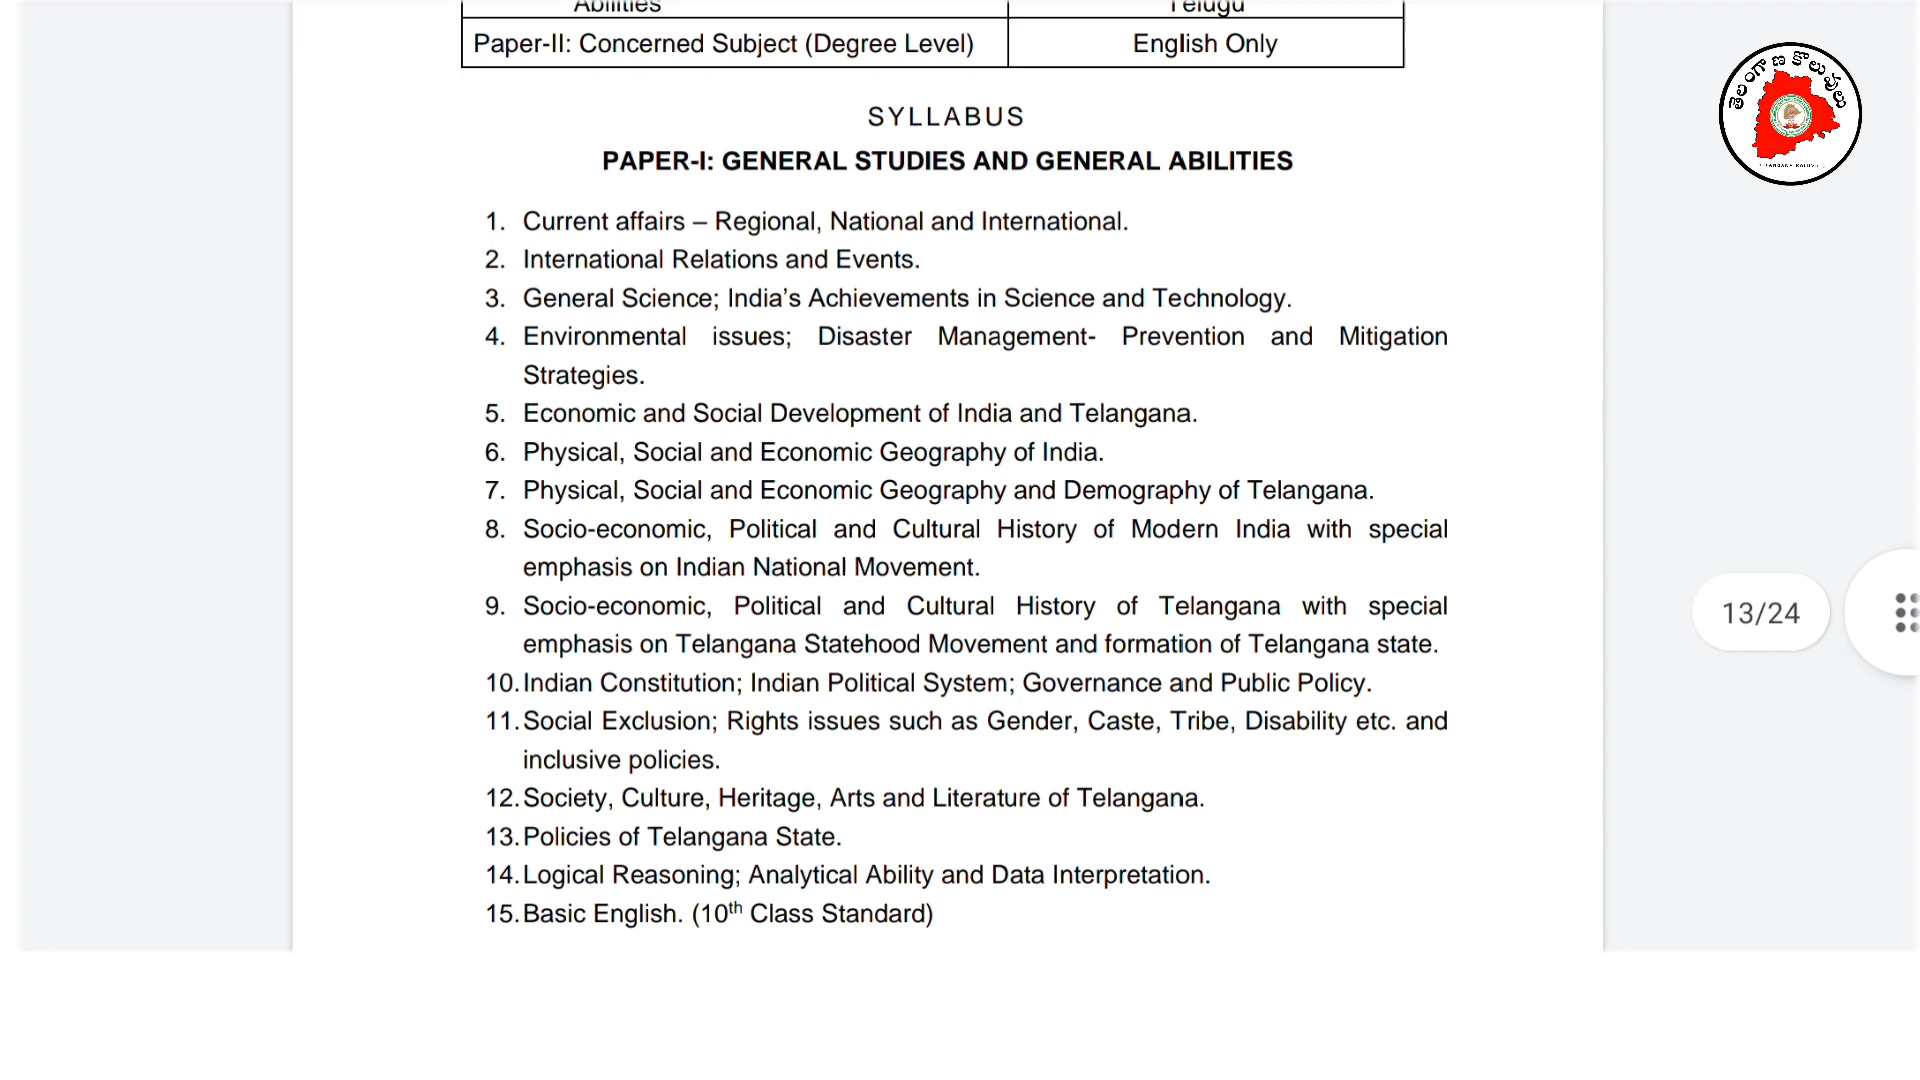 Abilities
Telugu
Paper-II: Concerned Subject (Degree Level)
English Only
SYLLABUS
PAPER-I: GENERAL STUDIES AND GENERAL ABILITIES
1. Current affairs – Regional, National and International.
2. International Relations and Events.
3. General Science; India’s Achievements in Science and Technology.
4. Environmental issues; Disaster Management- Prevention and Mitigation
Strategies.
5. Economic and Social Development of India and Telangana.
6. Physical, Social and Economic Geography of India.
7. Physical, Social and Economic Geography and Demography of Telangana.
8. Socio-economic, Political and Cultural History of Modern India with special
emphasis on Indian National Movement.
9. Socio-economic, Political and Cultural History of Telangana with special
emphasis on Telangana Statehood Movement and formation of Telangana state.
10. Indian Constitution; Indian Political System; Governance and Public Policy.
11. Social Exclusion; Rights issues such as Gender, Caste, Tribe, Disability etc. and
inclusive policies.
12. Society, Culture, Heritage, Arts and Literature of Telangana.
13. Policies of Telangana State.
14. Logical Reasoning; Analytical Ability and Data Interpretation.
15. Basic English. (10th Class Standard)
తెలంగాణ కొలువులు
13/24